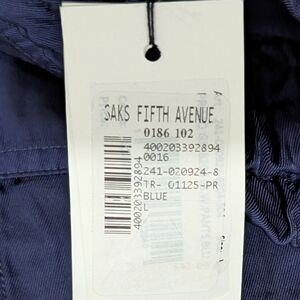 SAKS FIFTH AVENUE
0186 102
400203392894
0016
241-020924-8
TR- 01125-PR
BLUE
L
400203392894